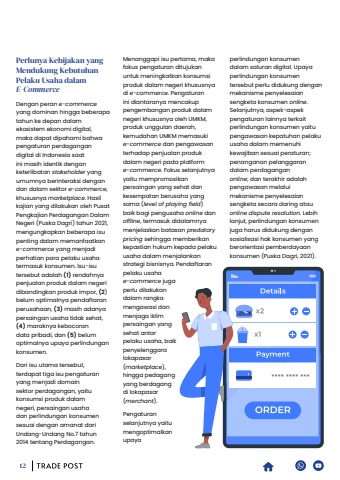 Perlunya Kebijakan yang
Mendukung Kebutuhan
Pelaku Usaha dalam
E-Commerce
Dengan peran e-commerce
yang dominan hingga beberapa
tahun ke depan dalam
ekosistem ekonomi digital,
maka dapat dipahami bahwa
pengaturan perdagangan
digital di Indonesia saat
ini masih identik dengan
keterlibatan stakeholder yang
umumnya berinteraksi dengan
dan dalam sektor e-commerce,
khususnya marketplace. Hasil
kajian yang dilakukan oleh Pusat
Pengkajian Perdagangan Dalam
Negeri (Puska Dagri) tahun 2021,
mengungkapkan beberapa isu
penting dalam memanfaatkan
e-commerce yang menjadi
perhatian para pelaku usaha
termasuk konsumen. Isu-isu
tersebut adalah (1) rendahnya
penjualan produk dalam negeri
dibandingkan produk impor, (2)
belum optimalnya pendaftaran
perusahaan, (3) masih adanya
persaingan usaha tidak sehat,
(4) maraknya kebocoran
data pribadi, dan (5) belum
optimalnya upaya perlindungan
konsumen.
Dari isu utama tersebut,
terdapat tiga isu pengaturan
yang menjadi domain
sektor perdagangan, yaitu
konsumsi produk dalam
negeri, persaingan usaha
dan perlindungan konsumen
sesuai dengan amanat dari
Undang-Undang No.7 tahun
2014 tentang Perdagangan.
Menanggapi isu pertama, maka
fokus pengaturan ditujukan
untuk meningkatkan konsumsi
produk dalam negeri khususnya
di e-commerce. Pengaturan
ini diantaranya mencakup
pengembangan produk dalam
negeri khususnya oleh UMKM,
produk unggulan daerah,
kemudahan UMKM memasuki
e-commerce dan pengawasan
terhadap penjualan produk
dalam negeri pada platform
e-commerce. Fokus selanjutnya
yaitu mempromosikan
persaingan yang sehat dan
kesempatan berusaha yang
sama (level of playing field)
baik bagi pengusaha online dan
offline, termasuk didalamnya
menjelaskan batasan predatory
pricing sehingga memberikan
kepastian hukum kepada pelaku
usaha dalam menjalankan
strategi bisnisnya. Pendaftaran
pelaku usaha
e-commerce juga
perlu dilakukan
dalam rangka
mengawasi dan
menjaga iklim
persaingan yang
sehat antar
pelaku usaha, baik
penyelenggara
lokapasar
(marketplace),
hingga pedagang
yang berdagang
di lokapasar
(merchant).
Pengaturan
selanjutnya yaitu
mengoptimalkan
upaya
perlindungan konsumen
dalam saluran digital. Upaya
perlindungan konsumen
tersebut perlu didukung dengan
mekanisme penyelesaian
sengketa konsumen online.
Selanjutnya, aspek-aspek
pengaturan lainnya terkait
perlindungan konsumen yaitu
pengawasan kepatuhan pelaku
usaha dalam memenuhi
kewajiban sesuai peraturan;
penanganan pelanggaran
dalam perdagangan
online; dan terakhir adalah
pengawasan melalui
mekanisme penyelesaian
sengketa secara daring atau
online dispute resolution. Lebih
lanjut, perlindungan konsumen
juga harus didukung dengan
sosialisasi hak konsumen yang
berorientasi pemberdayaan
konsumen (Puska Dagri, 2021).
Details
x2
x1
Payment
ORDER
12 | TRADE POST